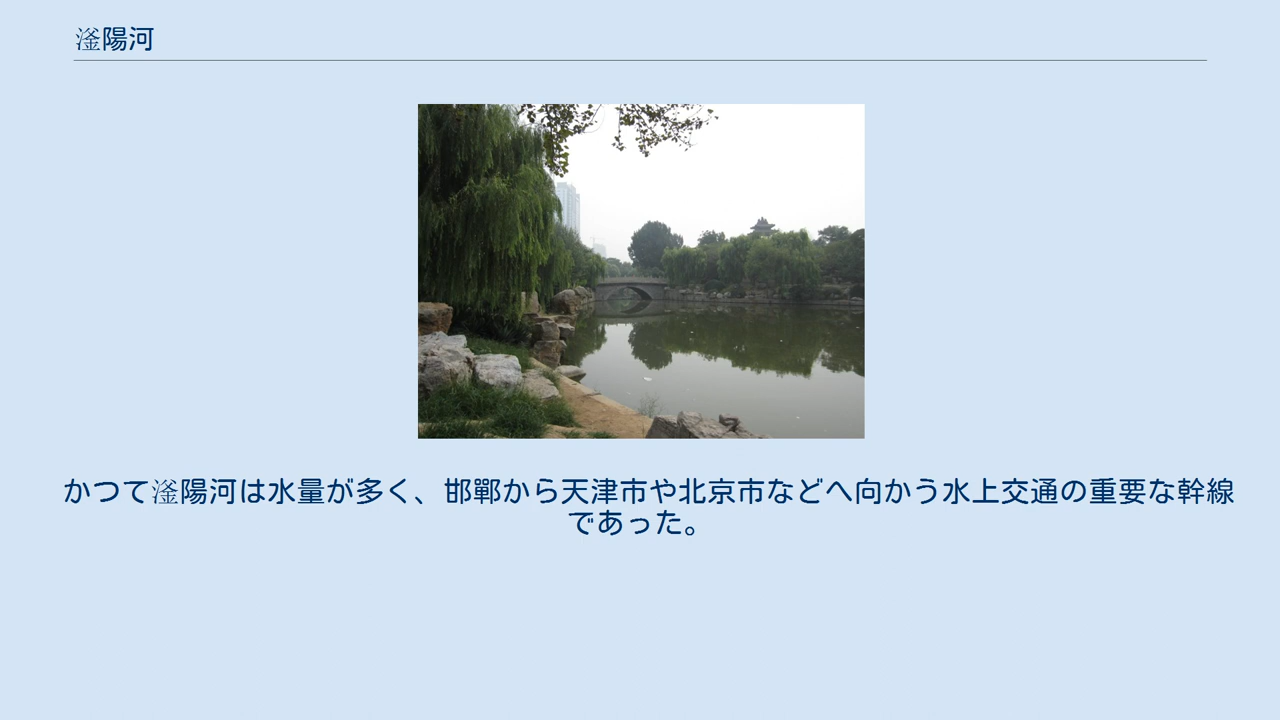 滏陽河
かつて滏陽河は水量が多く、邯鄲から天津市や北京市などへ向かう水上交通の重要な幹線
であった。